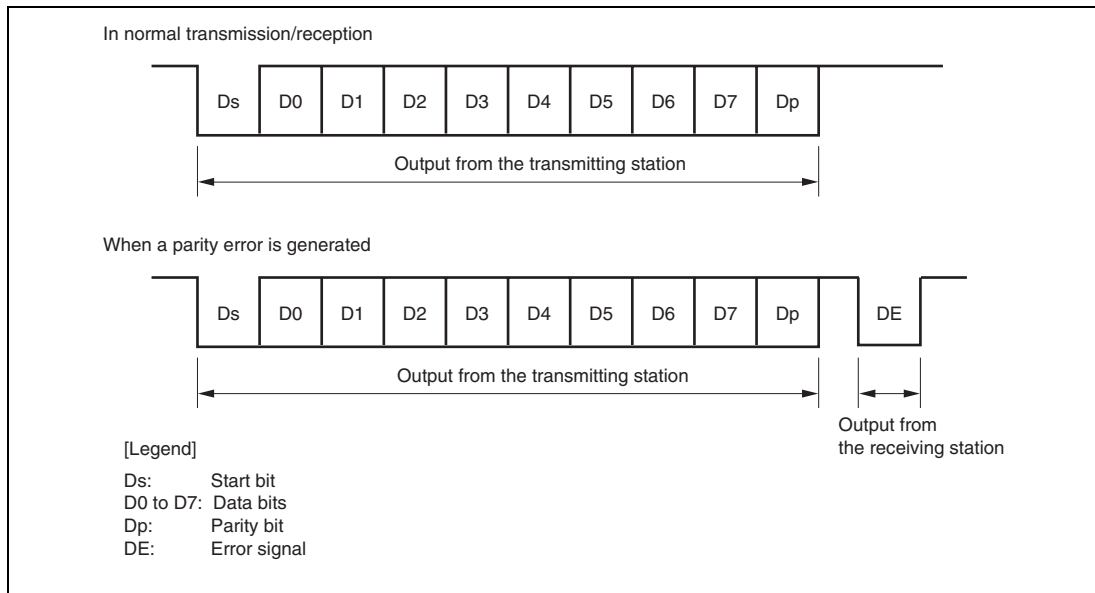 In normal transmission/reception
Ds D0 D1 D2 D3 D4 D5 D6 D7 Dp
Output from the transmitting station
When a parity error is generated
Ds D0 D1 D2 D3 D4 D5 D6 D7 Dp DE
Output from the transmitting station
Output from
the receiving station
[Legend]
Ds: Start bit
D0 to D7: Data bits
Dp: Parity bit
DE: Error signal